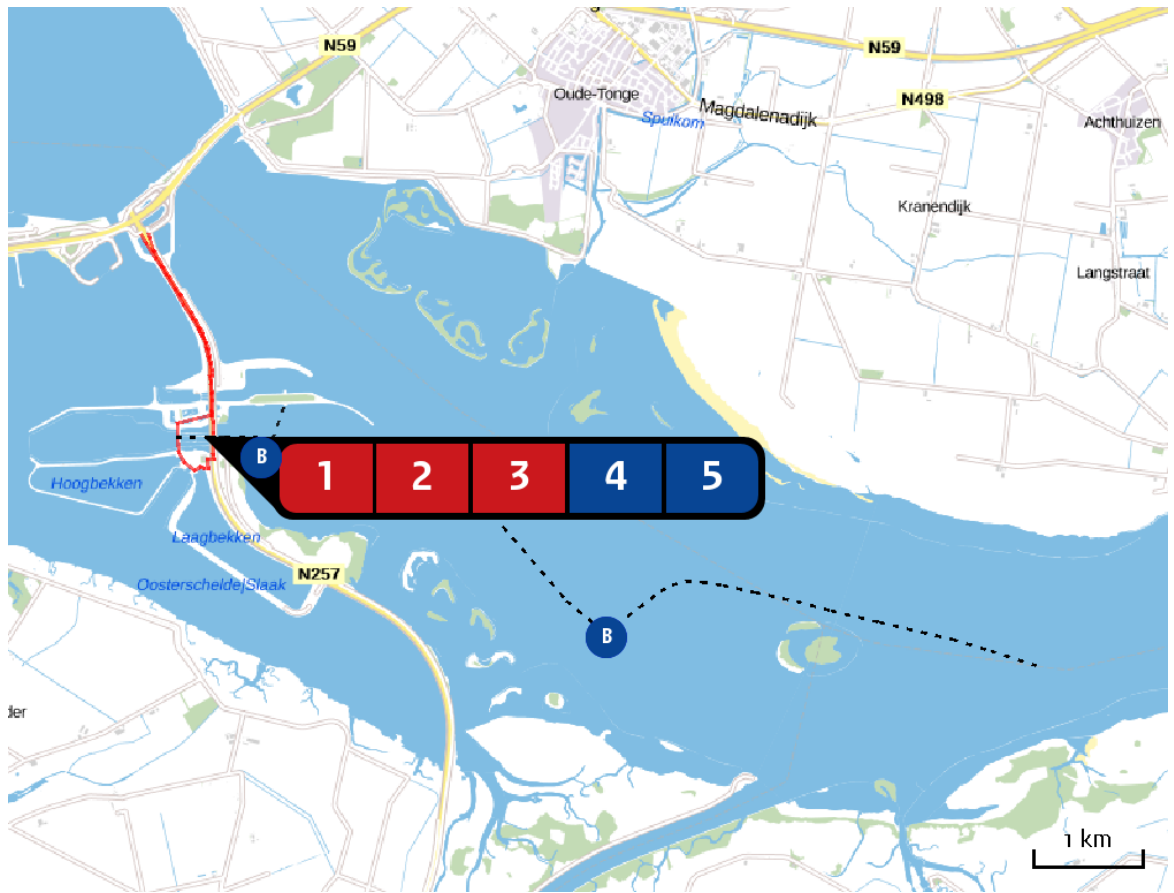 N59
N59
Oude-Tonge
N498
Magdalenadijk
Spuikom
Achthuizen
Kranendijk
Langstraat
B
1 2 3 4 5
Hoogbekken
Laagbekken
N257
Oosterschelde|Slaak
B
der
1 km